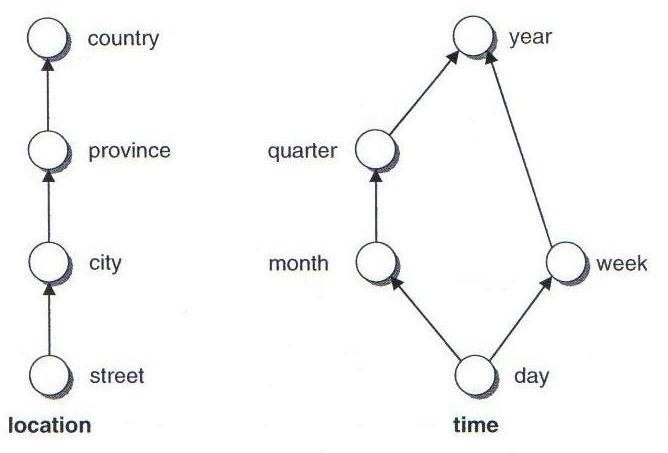 country
province
city
street
location
year
quarter
month
week
day
time